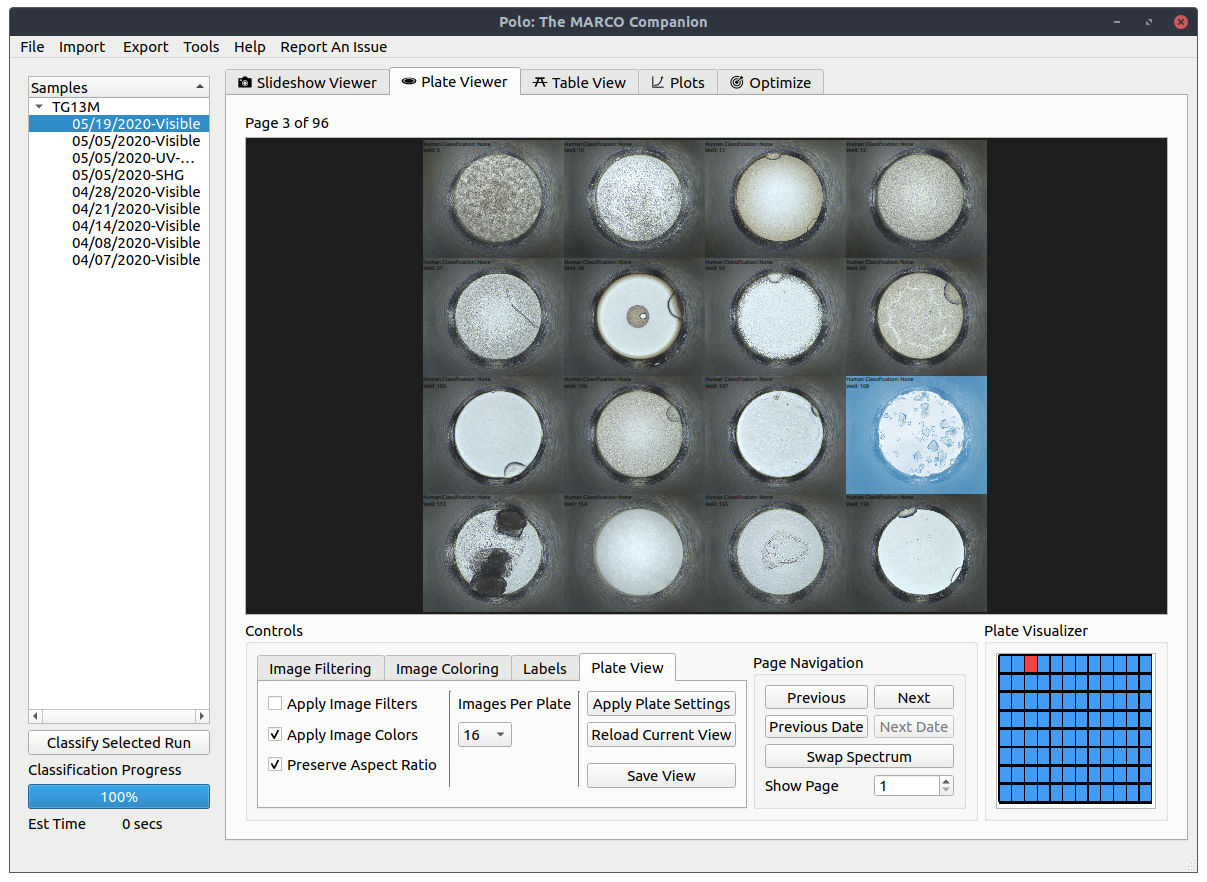 Polo: The MARCO Companion
File Import Export Tools Help Report An Issue
Samples
TG13M
05/19/2020-Visible
05/05/2020-Visible
05/05/2020-UV-...
05/05/2020-SHG
04/28/2020-Visible
04/21/2020-Visible
04/14/2020-Visible
04/08/2020-Visible
04/07/2020-Visible
Classify Selected Run
Classification Progress
100%
Est Time 0 secs
Slideshow Viewer Plate Viewer Table View Plots Optimize
Page 3 of 96
Human Classification: None Human Classification: None Human Classification: None Human Classification: None
Well: 9 Well: 10 Well: 11 Well: 12
Human Classification: None Human Classification: None Human Classification: None Human Classification: None
Well: 57 Well: 58 Well: 59 Well: 60
Human Classification: None Human Classification: None Human Classification: None Human Classification: None
Well: 105 Well: 106 Well: 107 Well: 108
Human Classification: None Human Classification: None Human Classification: None Human Classification: None
Well: 153 Well: 154 Well: 155 Well: 156
Controls
Image Filtering Image Coloring Labels Plate View
Apply Image Filters
Apply Image Colors
Preserve Aspect Ratio
Images Per Plate
16
Apply Plate Settings
Reload Current View
Save View
Page Navigation
Previous Next
Previous Date Next Date
Swap Spectrum
Show Page 1
Plate Visualizer